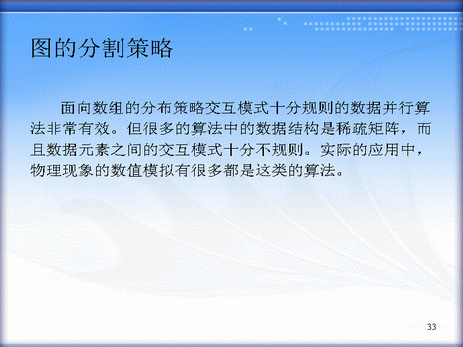 图的分割策略
面向数组的分布策略交互模式十分规则的数据并行算
法非常有效。但很多的算法中的数据结构是稀疏矩阵，而
且数据元素之间的交互模式十分不规则。实际的应用中，
物理现象的数值模拟有很多都是这类的算法。
33